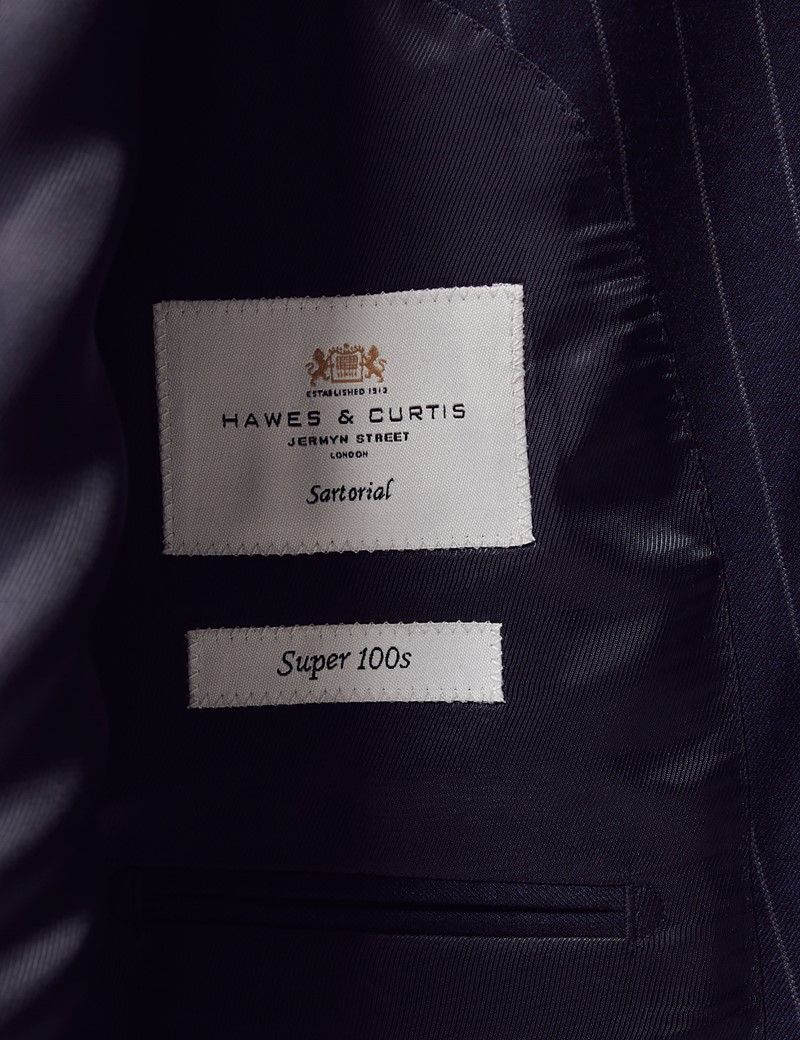 ESTABLISHED 1913
HAWES & CURTIS
JERMYN STREET
LONDON
Sartorial
Super 100s